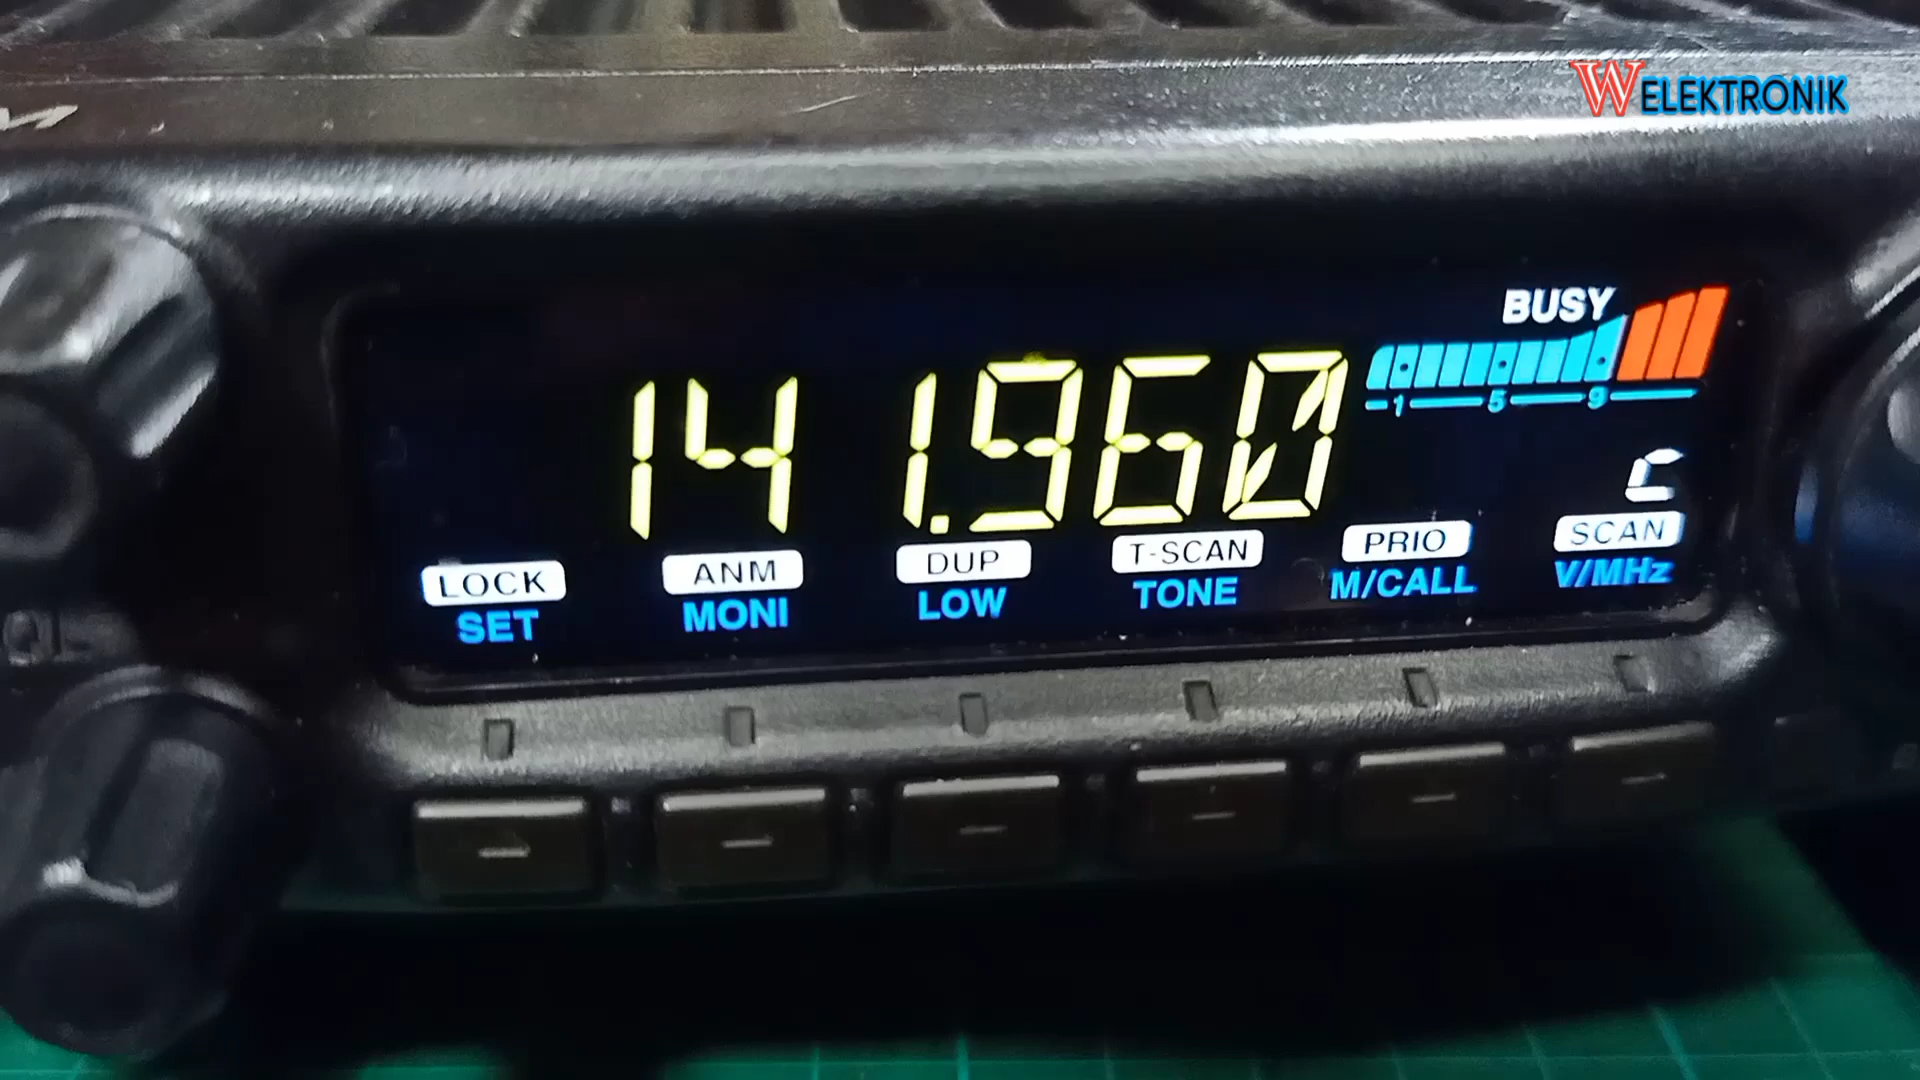 WELEKTRONIK
BUSY
141.960
1 5 9
C
LOCK ANM DUP T-SCAN PRIO SCAN
SET MONI LOW TONE M/CALL V/MHz